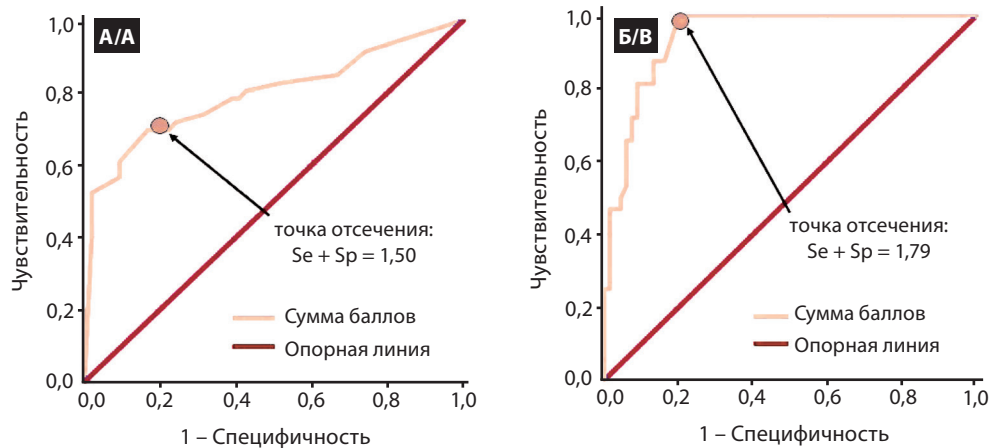 А/А
1,0
0,8
0,6
0,4
0,2
0,0
Чувствительность
точка отсечения:
Se + Sp = 1,50
Сумма баллов
Опорная линия
0,0 0,2 0,4 0,6 0,8 1,0
1 – Специфичность
Б/В
1,0
0,8
0,6
0,4
0,2
0,0
Чувствительность
точка отсечения:
Se + Sp = 1,79
Сумма баллов
Опорная линия
0,0 0,2 0,4 0,6 0,8 1,0
1 – Специфичность